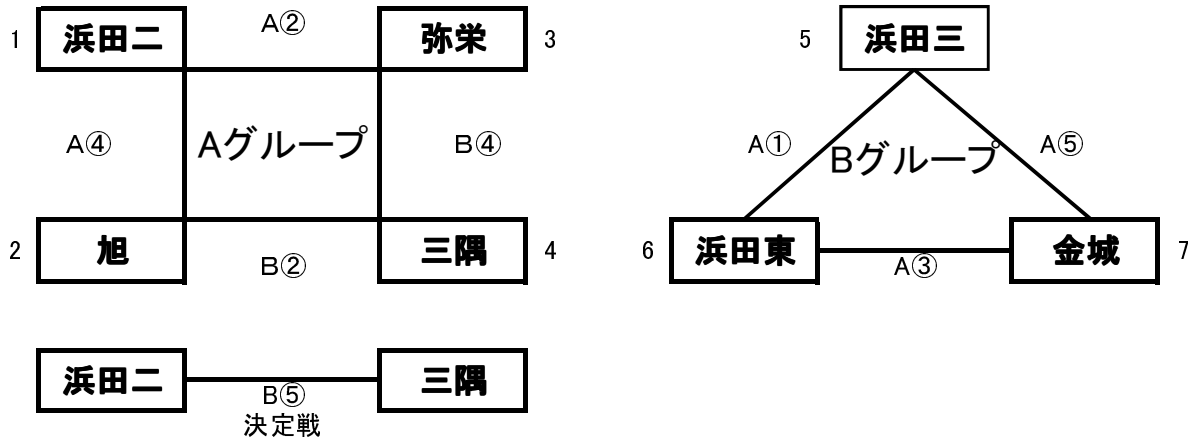 1 浜田二 A② 弥栄 3
A④ Aグループ B④
2 旭 B② 三隅 4
浜田二 B⑤ 三隅
決定戦
5 浜田三
A① Bグループ A⑤
6 浜田東 A③ 金城 7